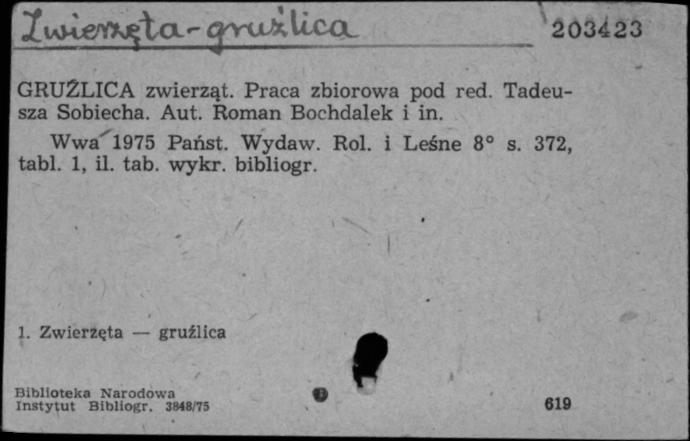 Zwierzęta - gruźlica 203423
GRUŹLICA zwierząt. Praca zbiorowa pod red. Tadeu-
sza Sobiecha. Aut. Roman Bochdalek i in.
Wwa 1975 Państ. Wydaw. Rol. i Leśne 8° s. 372,
tabl. 1, il. tab. wykr. bibliogr.
1. Zwierzęta — gruźlica
Biblioteka Narodowa
Instytut Bibliogr. 3848/75 619